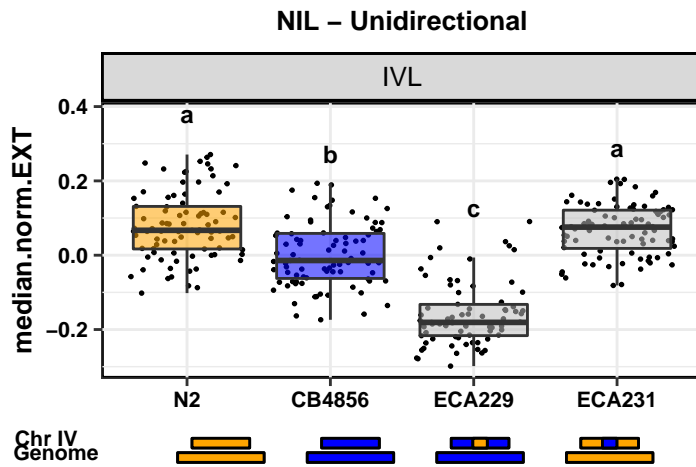 NIL – Unidirectional
IVL
0.4
0.2
0.0
−0.2
median.norm.EXT
a
b
c
a
N2 CB4856 ECA229 ECA231
Chr IV
Genome